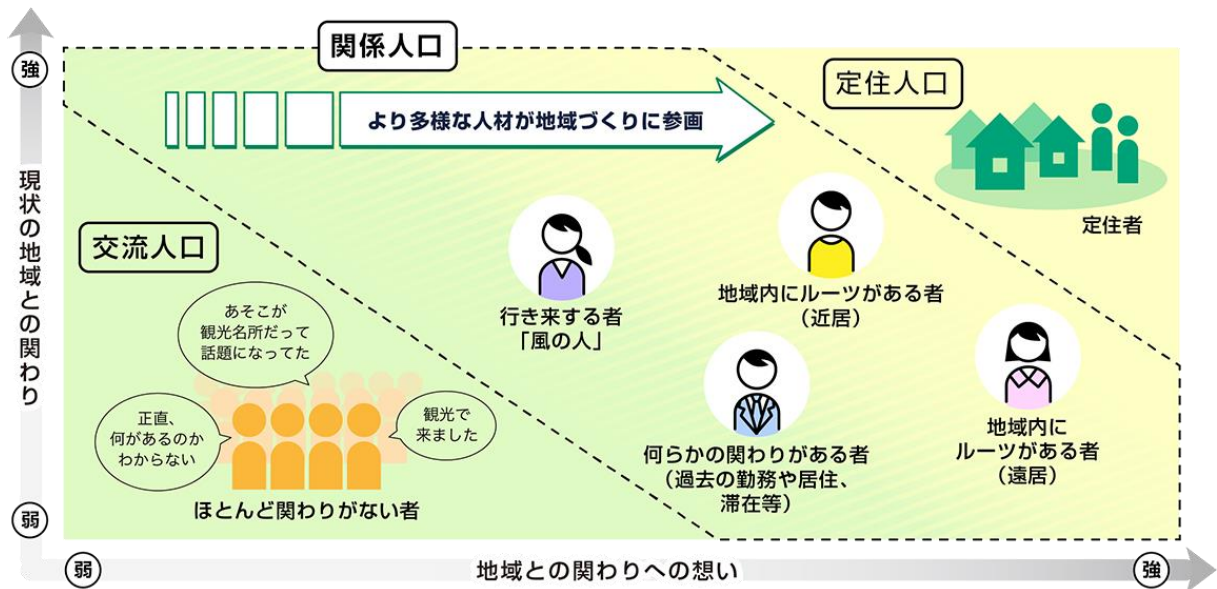 強
関係人口
定住人口
より多様な人材が地域づくりに参画
定住者
現状の地域との関わり
交流人口
あそこが
観光名所だって
話題になってた
正直、
何があるのか
わからない
観光で
来ました
ほとんど関わりがない者
行き来する者
「風の人」
地域内にルーツがある者
（近居）
何らかの関わりがある者
（過去の勤務や居住、
滞在等）
地域内に
ルーツがある者
（遠居）
弱
弱
地域との関わりへの想い
強